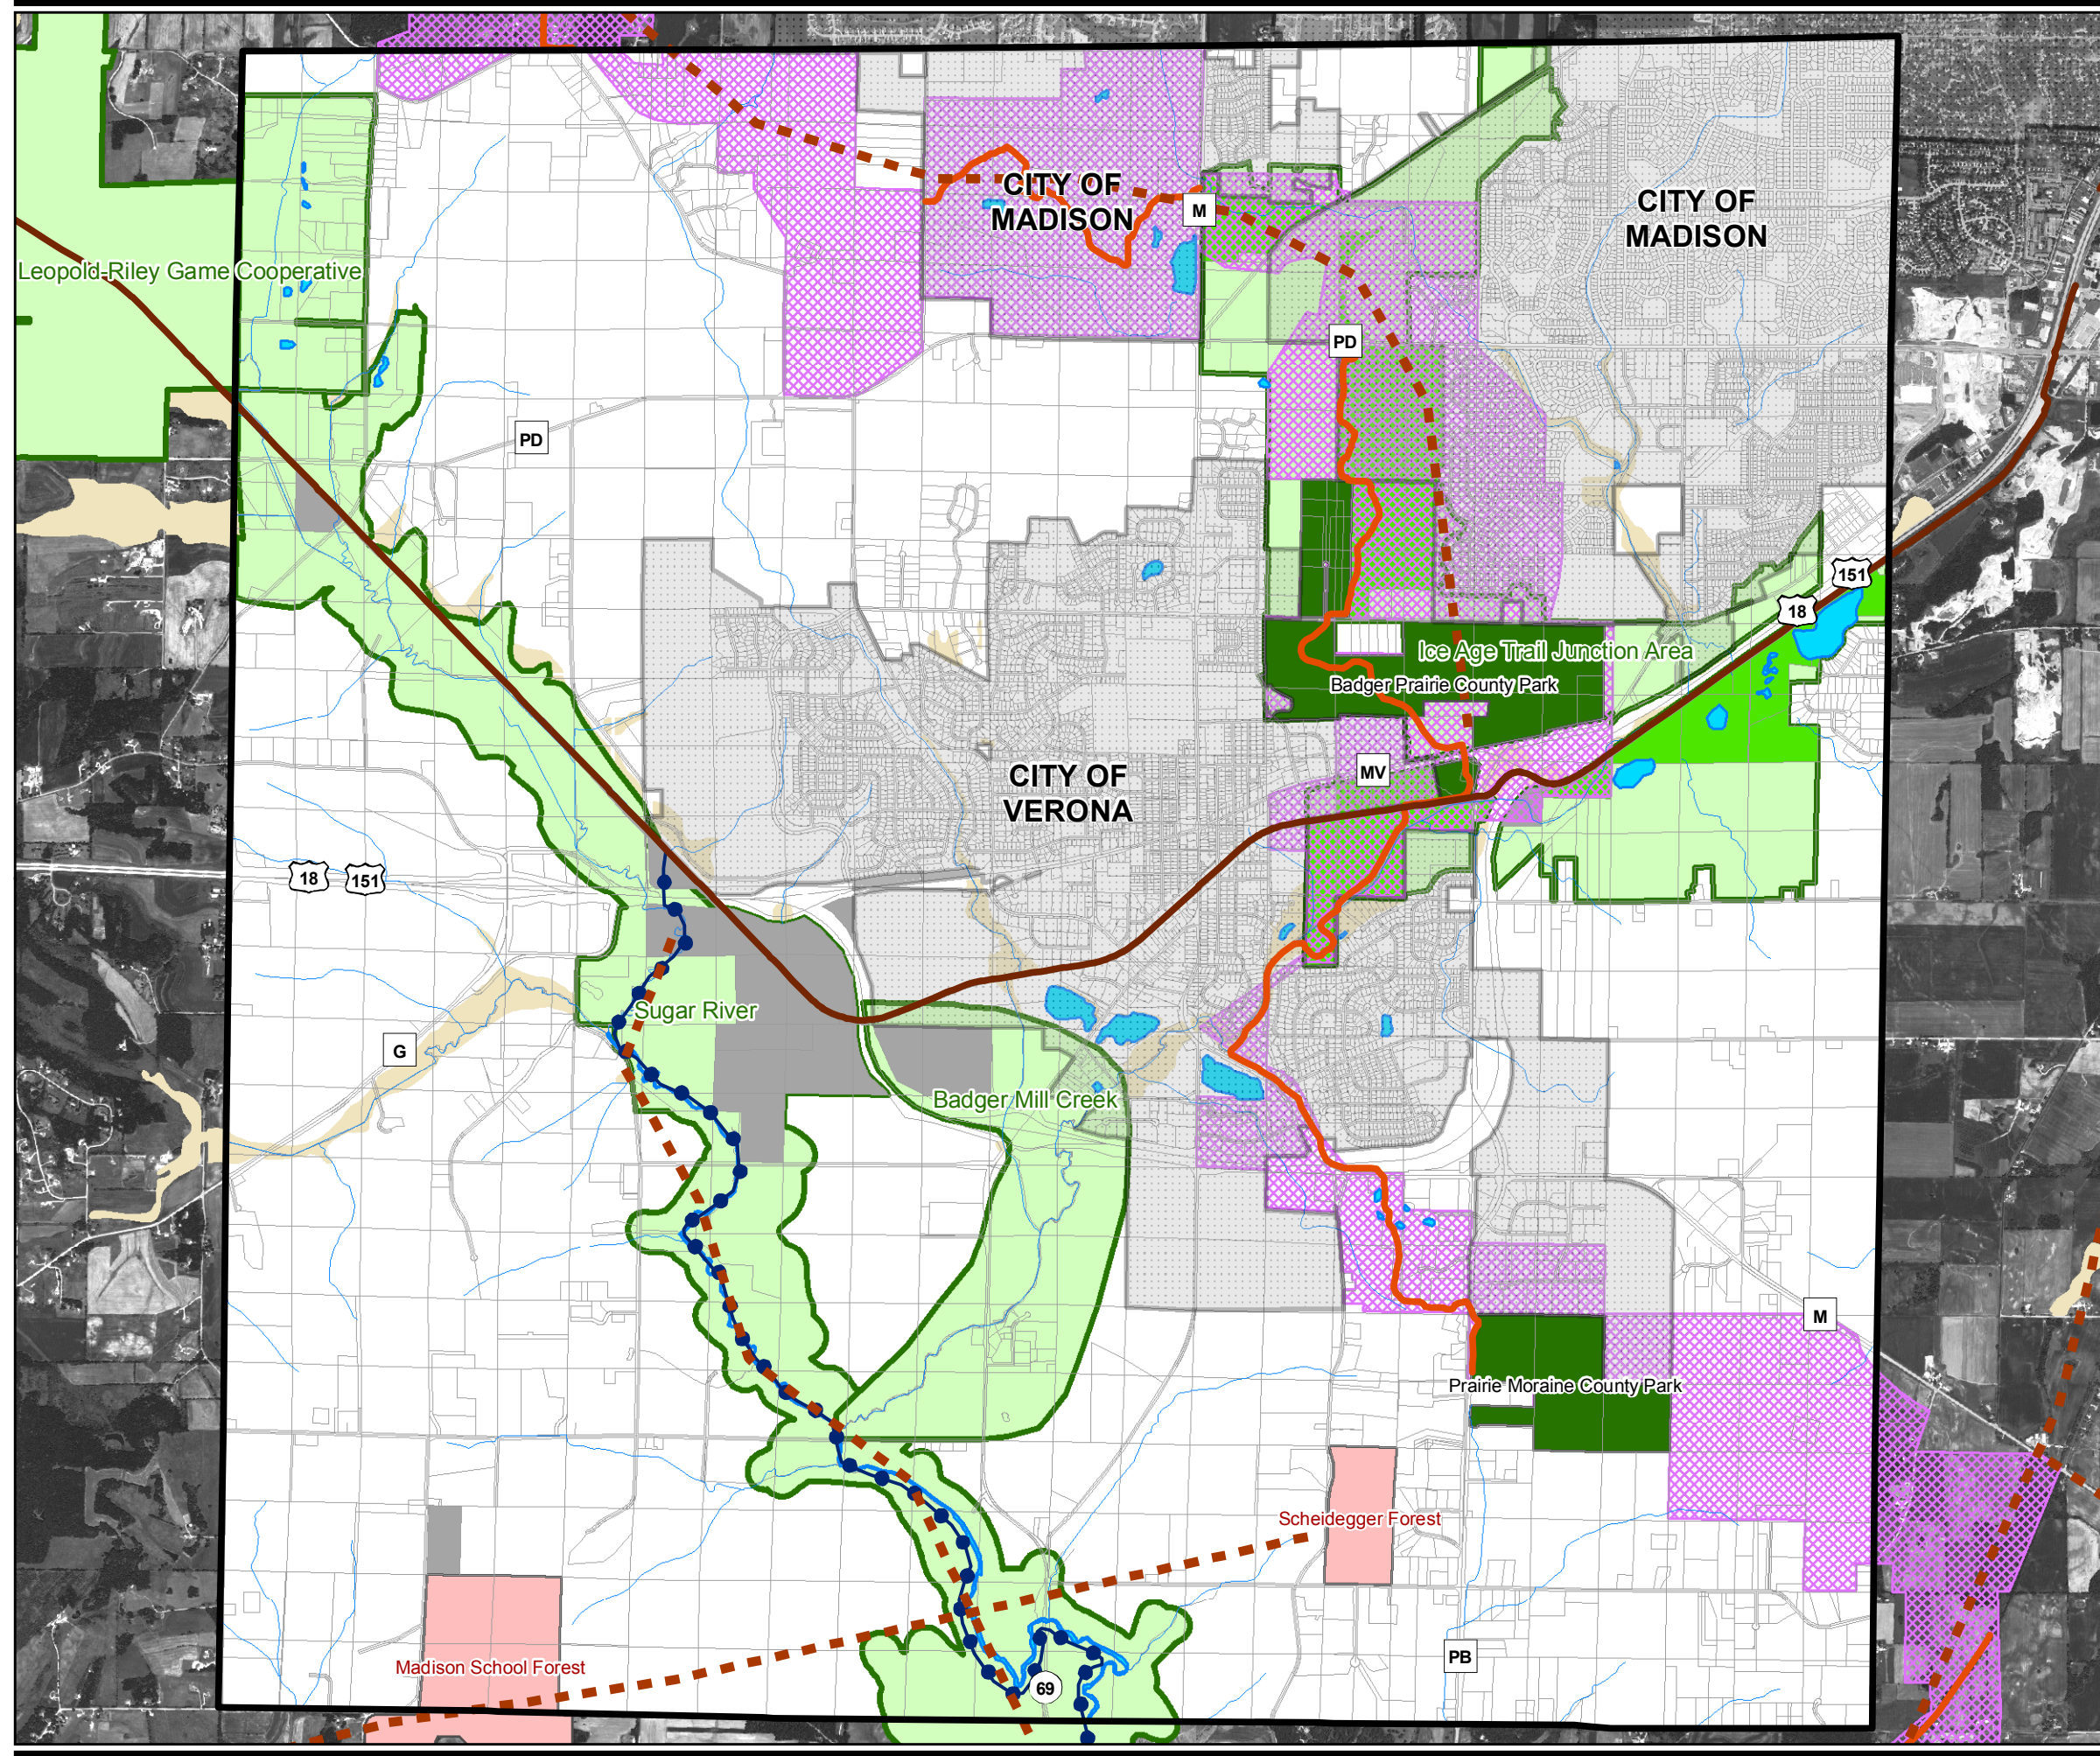 CITY OF
MADISON
M
CITY OF
MADISON
Leopold-Riley Game Cooperative
PD
PD
151
18
Ice Age Trail Junction Area
Badger Prairie County Park
MV
CITY OF
VERONA
18
151
Sugar River
G
Badger Mill Creek
M
Prairie Moraine County Park
Scheidegger Forest
Madison School Forest
PB
69